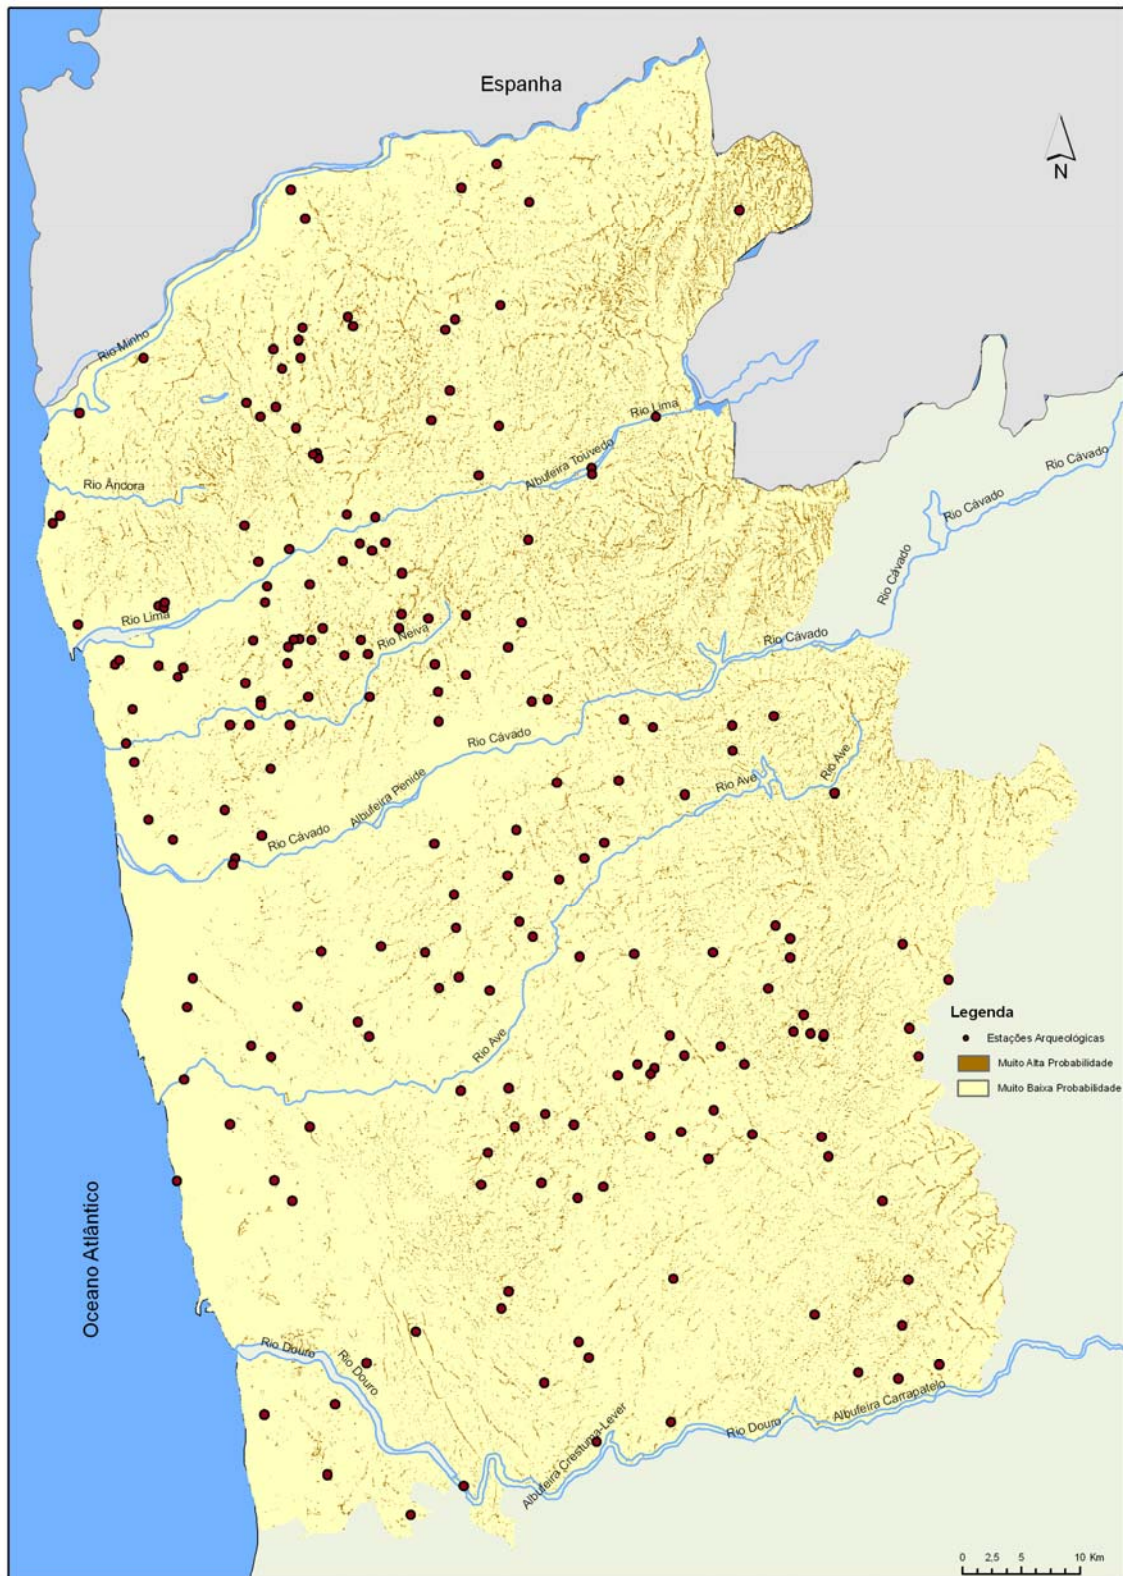 Espanha
N
Rio Minho
Rio Lima
Albufeira Touvedo
Rio Âncora
Rio Cávado
Rio Cávado
Rio Cávado
Rio Lima
Rio Neiva
Rio Cávado
Rio Cávado
Rio Ave
Rio Ave
Albufeira Penide
Rio Cávado
Legenda
Estações Arqueológicas
Muito Alta Probabilidade
Muito Baixa Probabilidade
Rio Ave
Oceano Atlântico
Rio Douro
Rio Douro
Albufeira Carrapatelo
Rio Douro
Albufeira Crestuma-Lever
0 2,5 5 10 Km